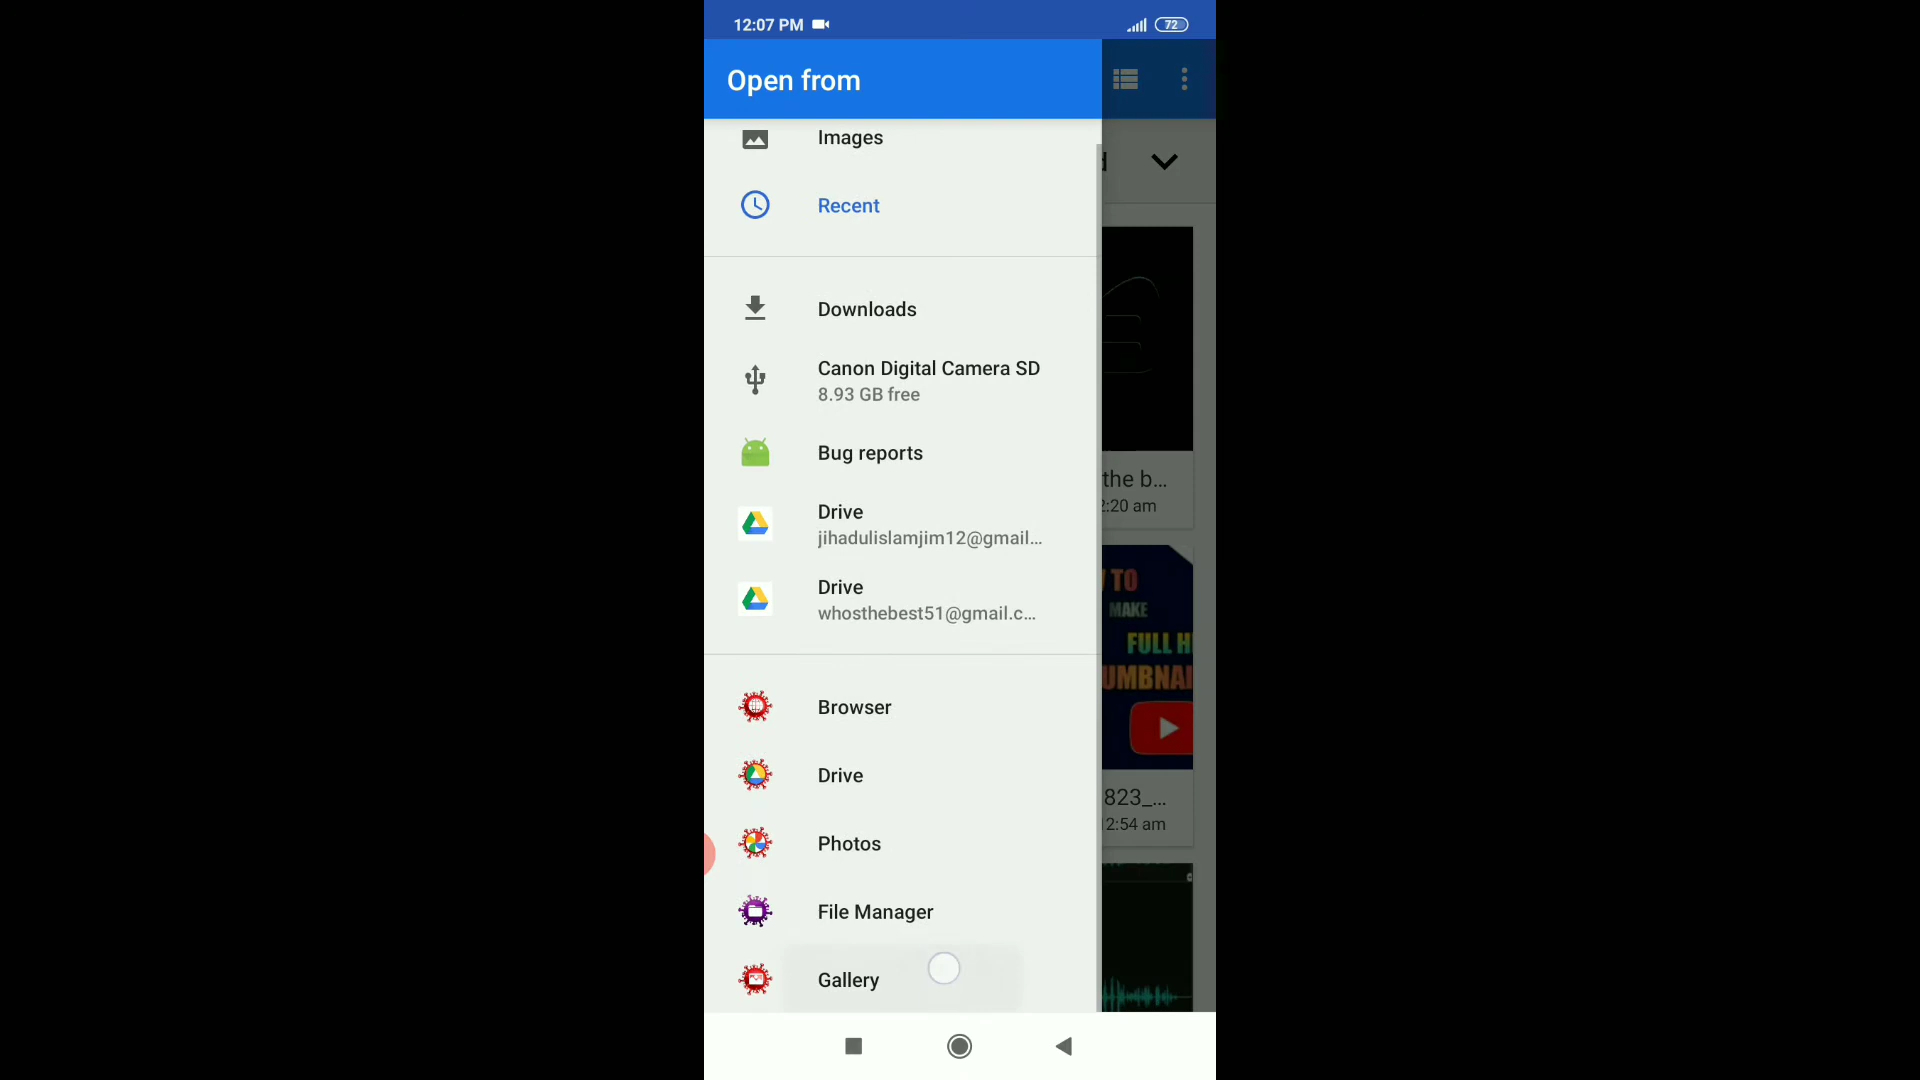 12:07 PM
72
Open from
Images
Recent
Downloads
Canon Digital Camera SD
8.93 GB free
Bug reports
Drive
jihadulislamjim12@gmail...
Drive
whosthebest51@gmail.c...
Browser
Drive
Photos
File Manager
Gallery
the b...
2:20 am
TO
MAKE
FULL H
UMBNAI
823_...
2:54 am